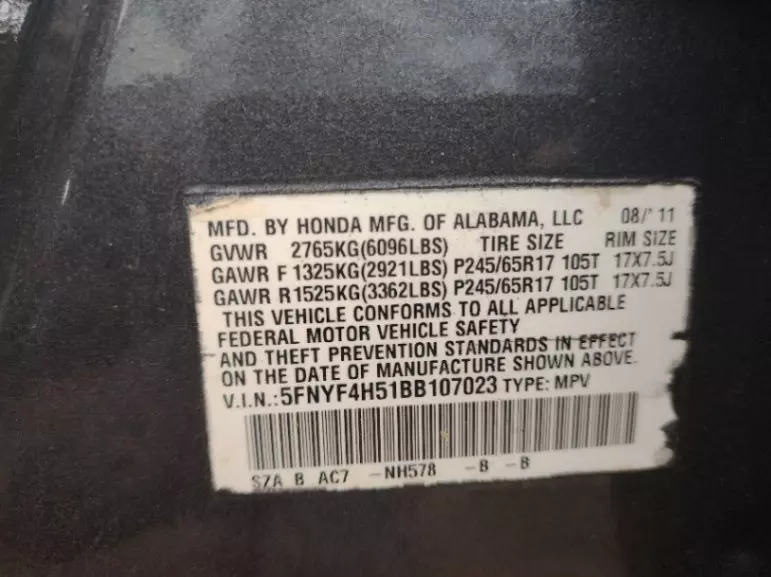 MFD. BY HONDA MFG. OF ALABAMA, LLC 08/'11
GVWR 2765KG(6096LBS) TIRE SIZE RIM SIZE
GAWR F 1325KG(2921LBS) P245/65R17 105T 17X7.5J
GAWR R 1525KG(3362LBS) P245/65R17 105T 17X7.5J
THIS VEHICLE CONFORMS TO ALL APPLICABLE
FEDERAL MOTOR VEHICLE SAFETY
AND THEFT PREVENTION STANDARDS IN EFFECT
ON THE DATE OF MANUFACTURE SHOWN ABOVE.
V.I.N.: 5FNYF4H51BB107023 TYPE: MPV
SZA B AC7 -NH578 -B -B